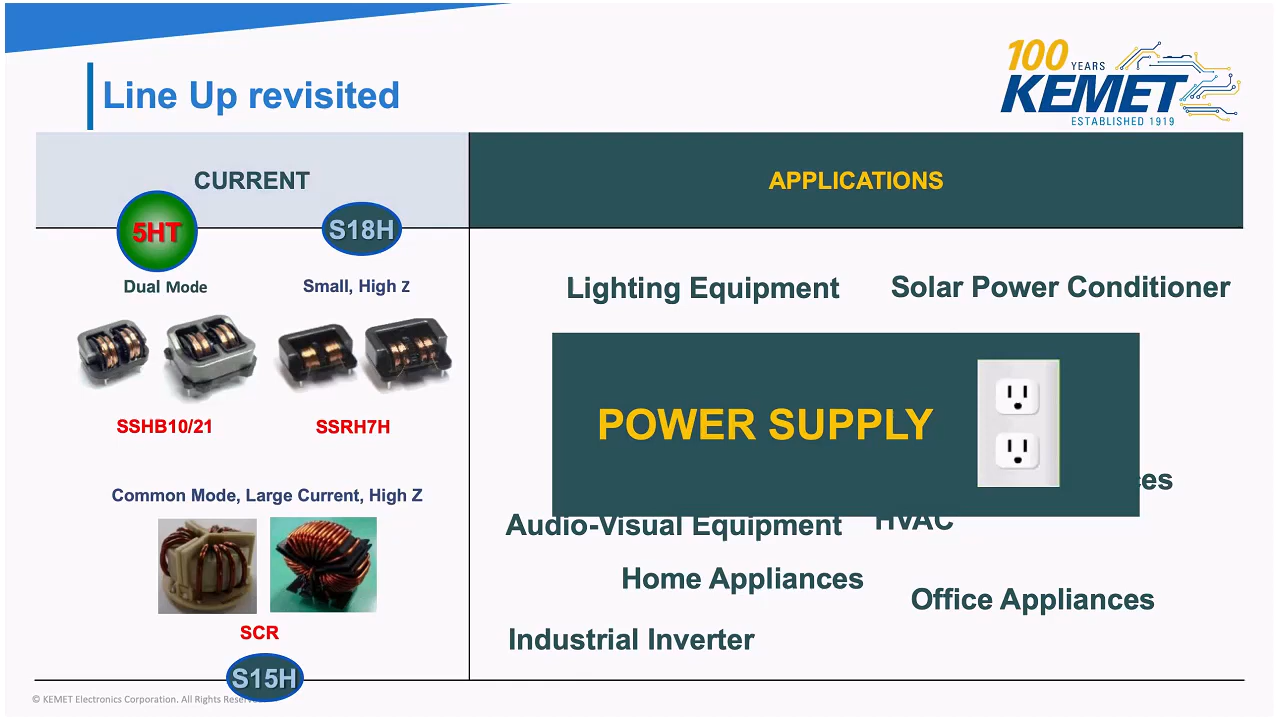 Line Up revisited
100
YEARS
KEMET
ESTABLISHED 1919
CURRENT
APPLICATIONS
5HT
S18H
Dual Mode
Small, High Z
SSHB10/21
SSRH7H
Common Mode, Large Current, High Z
SCR
S15H
Lighting Equipment
Solar Power Conditioner
POWER SUPPLY
ces
Audio-Visual Equipment
HVAC
Home Appliances
Office Appliances
Industrial Inverter
© KEMET Electronics Corporation. All Rights